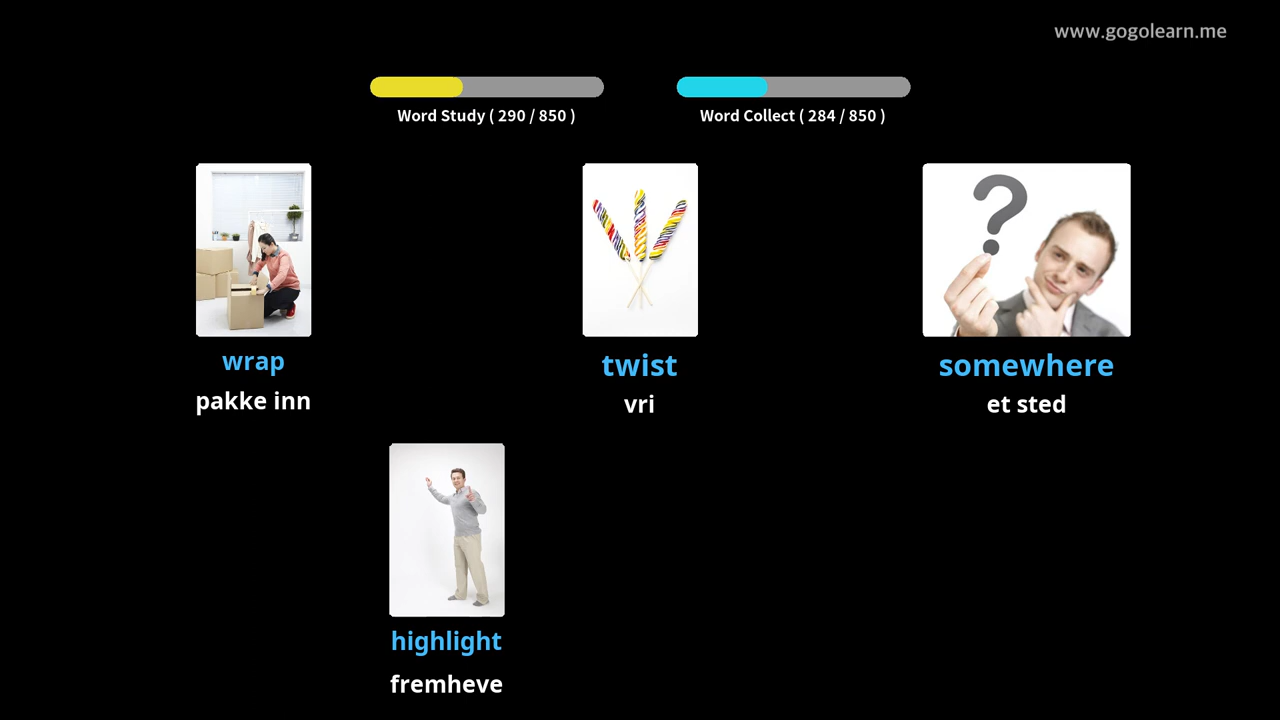 www.gogolearn.me
Word Study ( 290 / 850 )
Word Collect ( 284 / 850 )
wrap
pakke inn
twist
vri
somewhere
et sted
highlight
fremheve